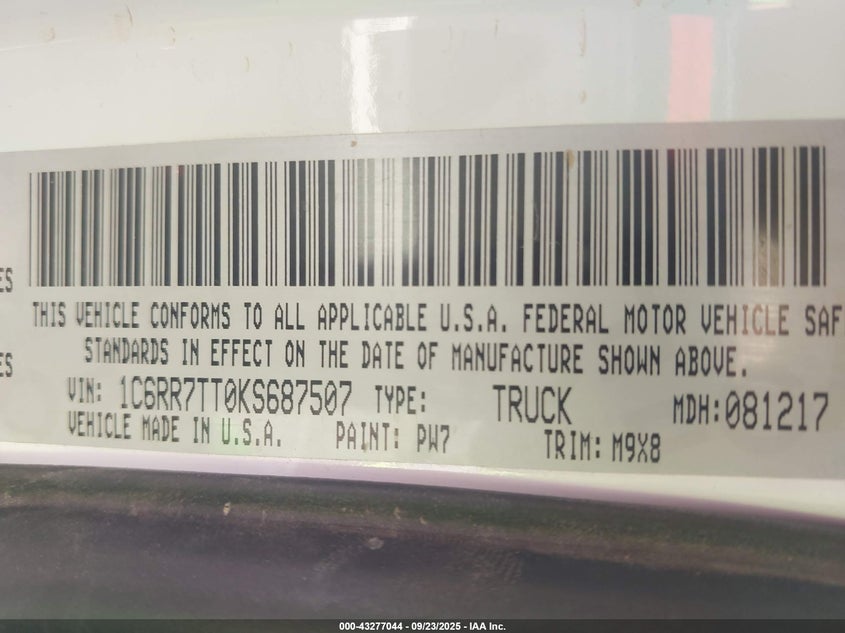 ES
THIS VEHICLE CONFORMS TO ALL APPLICABLE U.S.A. FEDERAL MOTOR VEHICLE SAF
ES
STANDARDS IN EFFECT ON THE DATE OF MANUFACTURE SHOWN ABOVE.
VIN: 1C6RR7TT0KS687507 TYPE: TRUCK MDH:081217
VEHICLE MADE IN U.S.A. PAINT: PW7 TRIM: M9X8
000-43277044 - 09/23/2025 - IAA Inc.